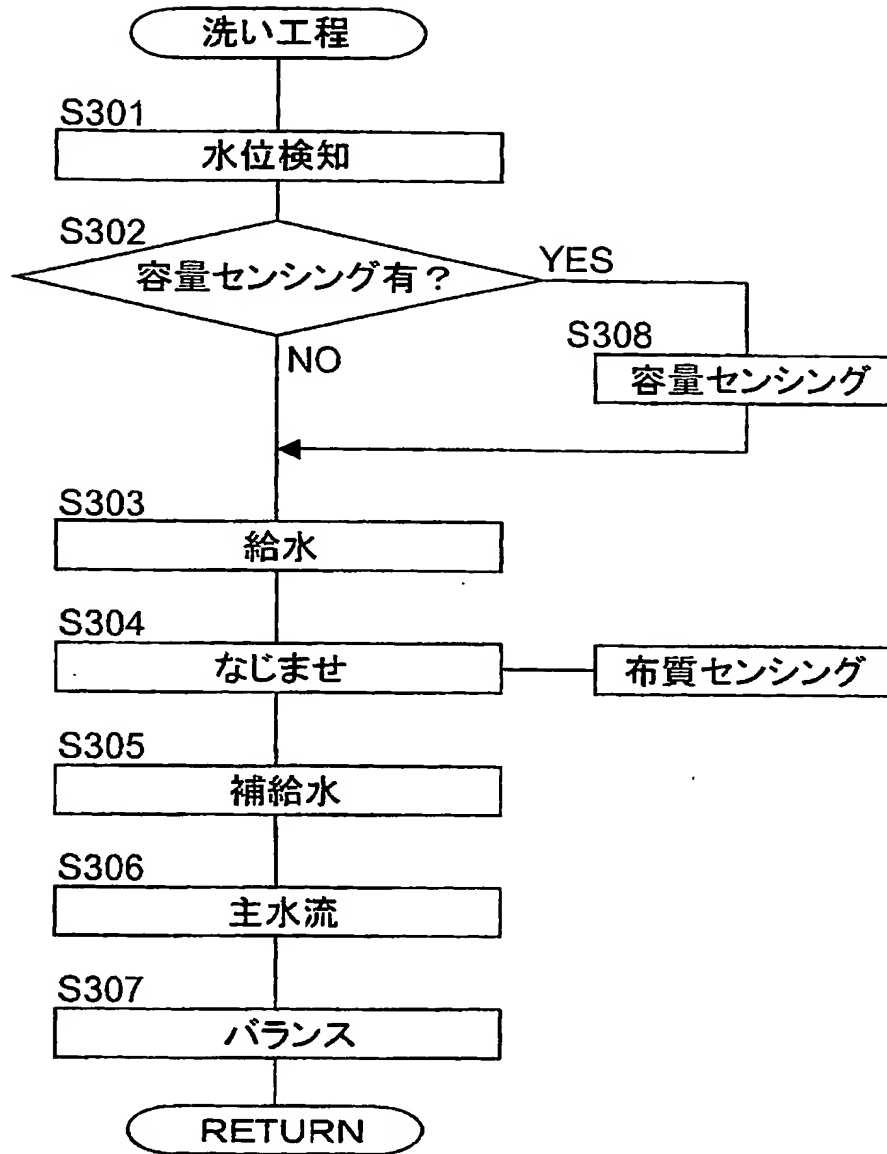 洗い工程
S301
水位検知
S302
容量センシング有？
YES
NO
S308
容量センシング
S303
給水
S304
なじませ
布質センシング
S305
補給水
S306
主水流
S307
バランス
RETURN